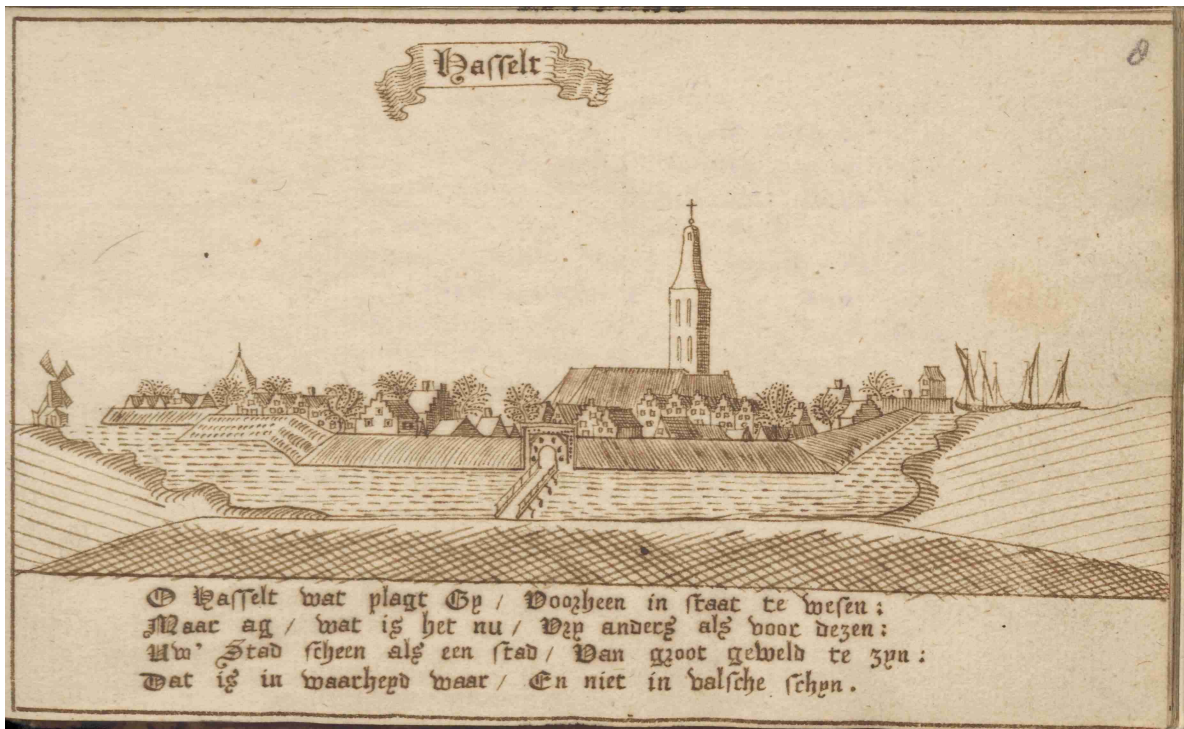 Hasselt
8
O Hasselt wat plagt Gy / Voorheen in staat te wesen :
Maar ag / wat is het nu / Vry anders als voor dezen :
Uw' Stad scheen als een stad / Van groot geweld te zyn :
Dat is in waarheyd waar / En niet in valsche schyn .